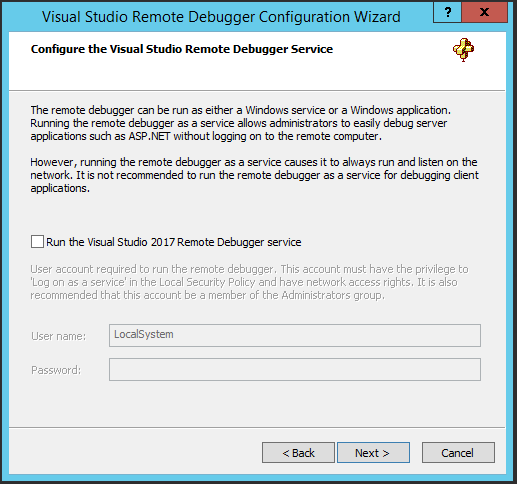 Visual Studio Remote Debugger Configuration Wizard
? x
Configure the Visual Studio Remote Debugger Service
The remote debugger can be run as either a Windows service or a Windows application.
Running the remote debugger as a service allows administrators to easily debug server
applications such as ASP.NET without logging on to the remote computer.
However, running the remote debugger as a service causes it to always run and listen on the
network. It is not recommended to run the remote debugger as a service for debugging client
applications.
Run the Visual Studio 2017 Remote Debugger service
User account required to run the remote debugger. This account must have the privilege to
'Log on as a service' in the Local Security Policy and have network access rights. It is also
recommended that this account be a member of the Administrators group.
User name: LocalSystem
Password:
< Back Next > Cancel